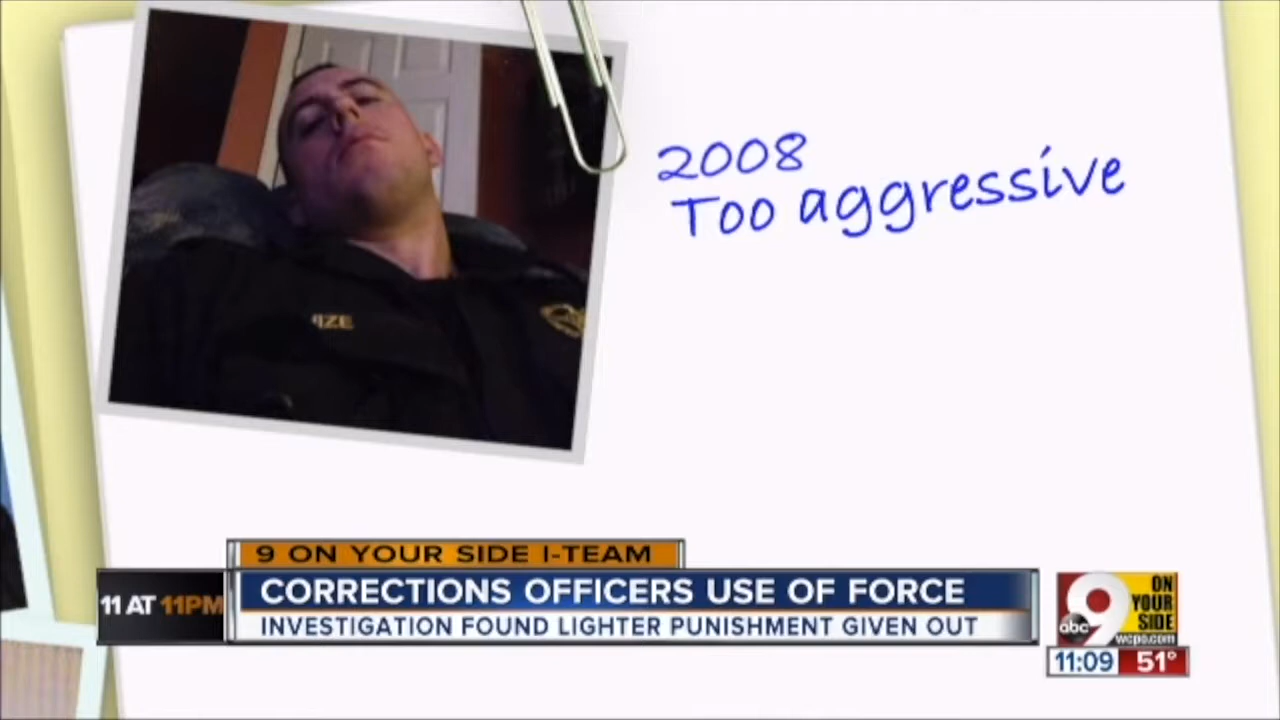 2008
Too aggressive
IZE
9 ON YOUR SIDE I-TEAM
11 AT 11PM
CORRECTIONS OFFICERS USE OF FORCE
INVESTIGATION FOUND LIGHTER PUNISHMENT GIVEN OUT
abc 9 ON
YOUR
SIDE
wcpo.com
11:09 51°